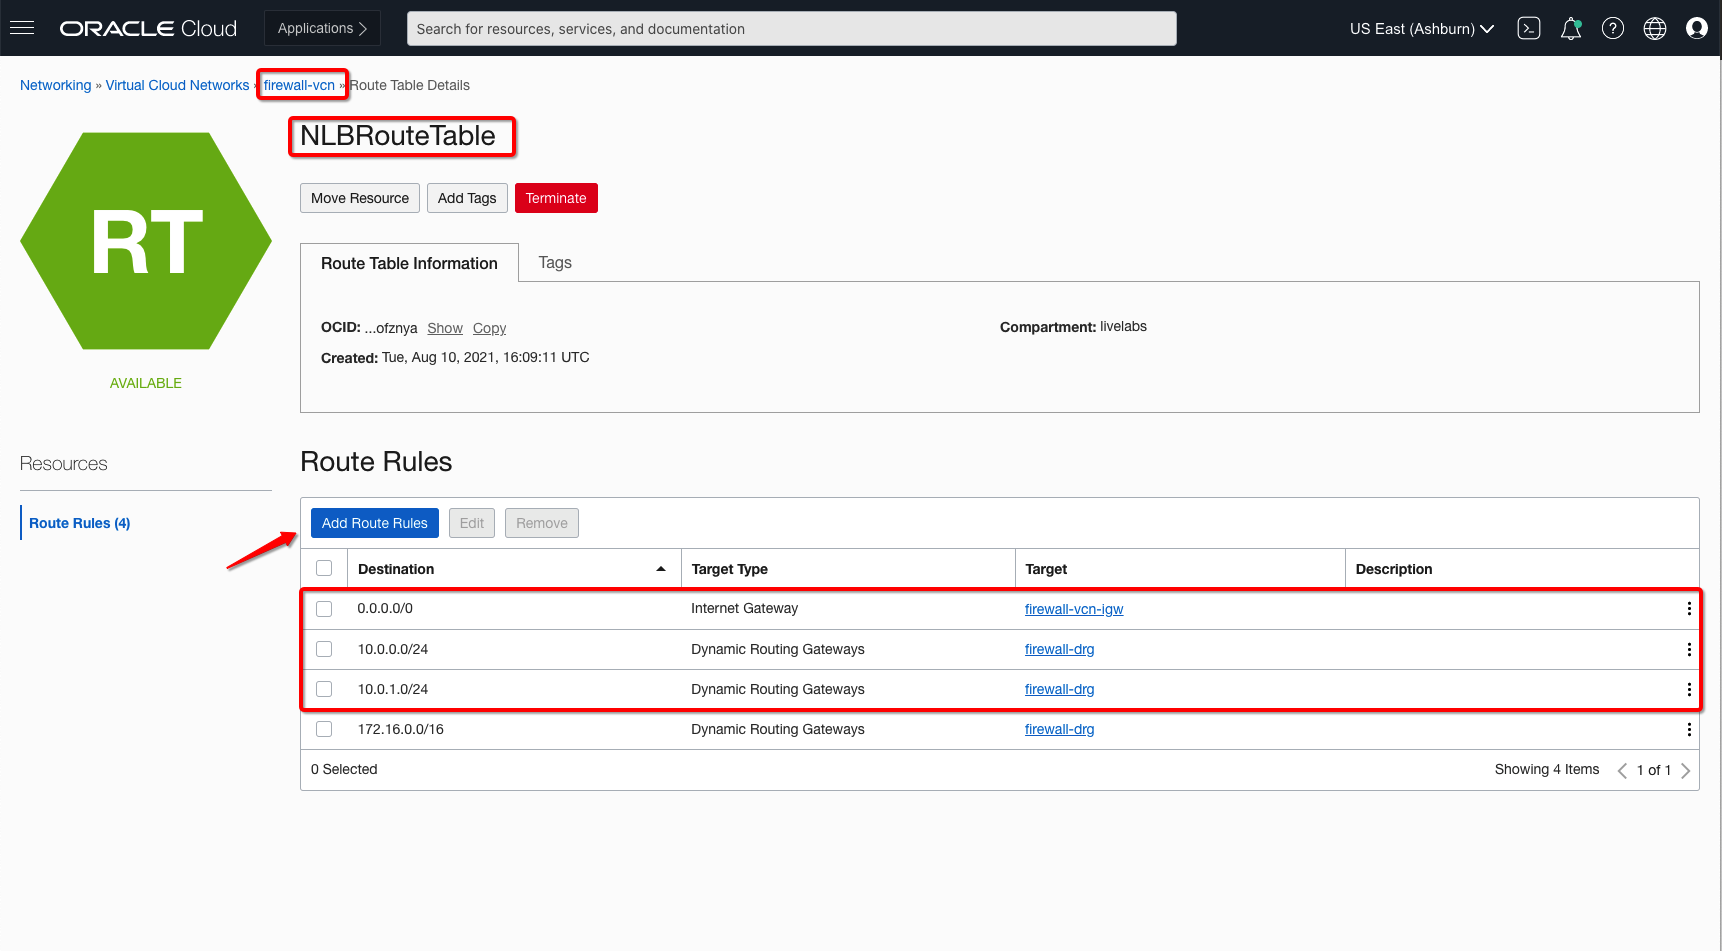 ORACLE Cloud
Applications
Search for resources, services, and documentation
US East (Ashburn)
Networking » Virtual Cloud Networks » firewall-vcn » Route Table Details
RT
AVAILABLE
NLBRouteTable
Move Resource Add Tags Terminate
Route Table Information Tags
OCID: ...ofznya Show Copy
Compartment: livelabs
Created: Tue, Aug 10, 2021, 16:09:11 UTC
Resources
Route Rules (4)
Route Rules
Add Route Rules Edit Remove
Destination Target Type Target Description
0.0.0.0/0 Internet Gateway firewall-vcn-igw
10.0.0.0/24 Dynamic Routing Gateways firewall-drg
10.0.1.0/24 Dynamic Routing Gateways firewall-drg
172.16.0.0/16 Dynamic Routing Gateways firewall-drg
0 Selected Showing 4 Items 1 of 1